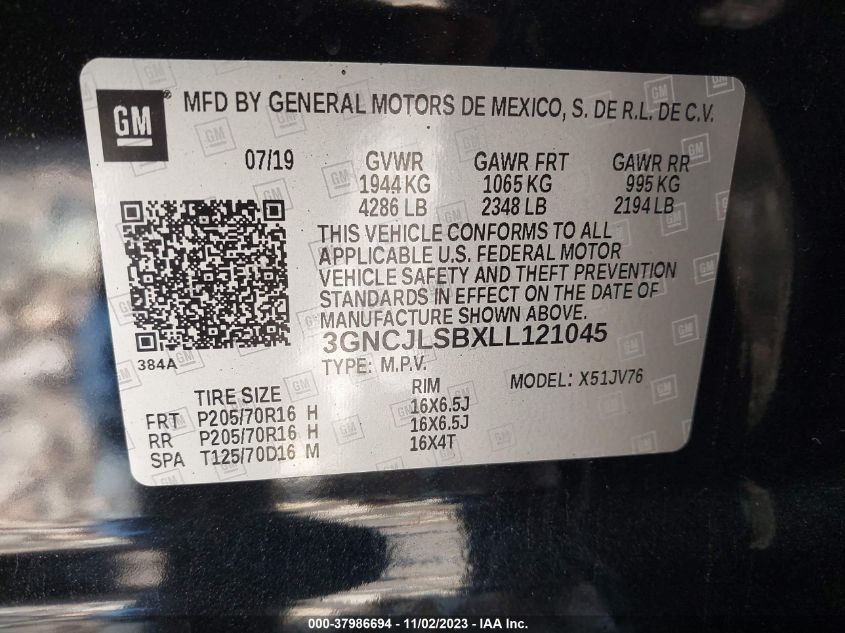 GM ® MFD BY GENERAL MOTORS DE MEXICO, S. DE R.L. DE C.V.
07/19 GVWR GAWR FRT GAWR RR
1944 KG 1065 KG 995 KG
4286 LB 2348 LB 2194 LB
THIS VEHICLE CONFORMS TO ALL
APPLICABLE U.S. FEDERAL MOTOR
VEHICLE SAFETY AND THEFT PREVENTION
STANDARDS IN EFFECT ON THE DATE OF
MANUFACTURE SHOWN ABOVE.
3GNCJLSBXLL121045
384A TYPE: M.P.V. MODEL: X51JV76
TIRE SIZE RIM
FRT P205/70R16 H 16X6.5J
RR P205/70R16 H 16X6.5J
SPA T125/70D16 M 16X4T
000-37986694 - 11/02/2023 - IAA Inc.